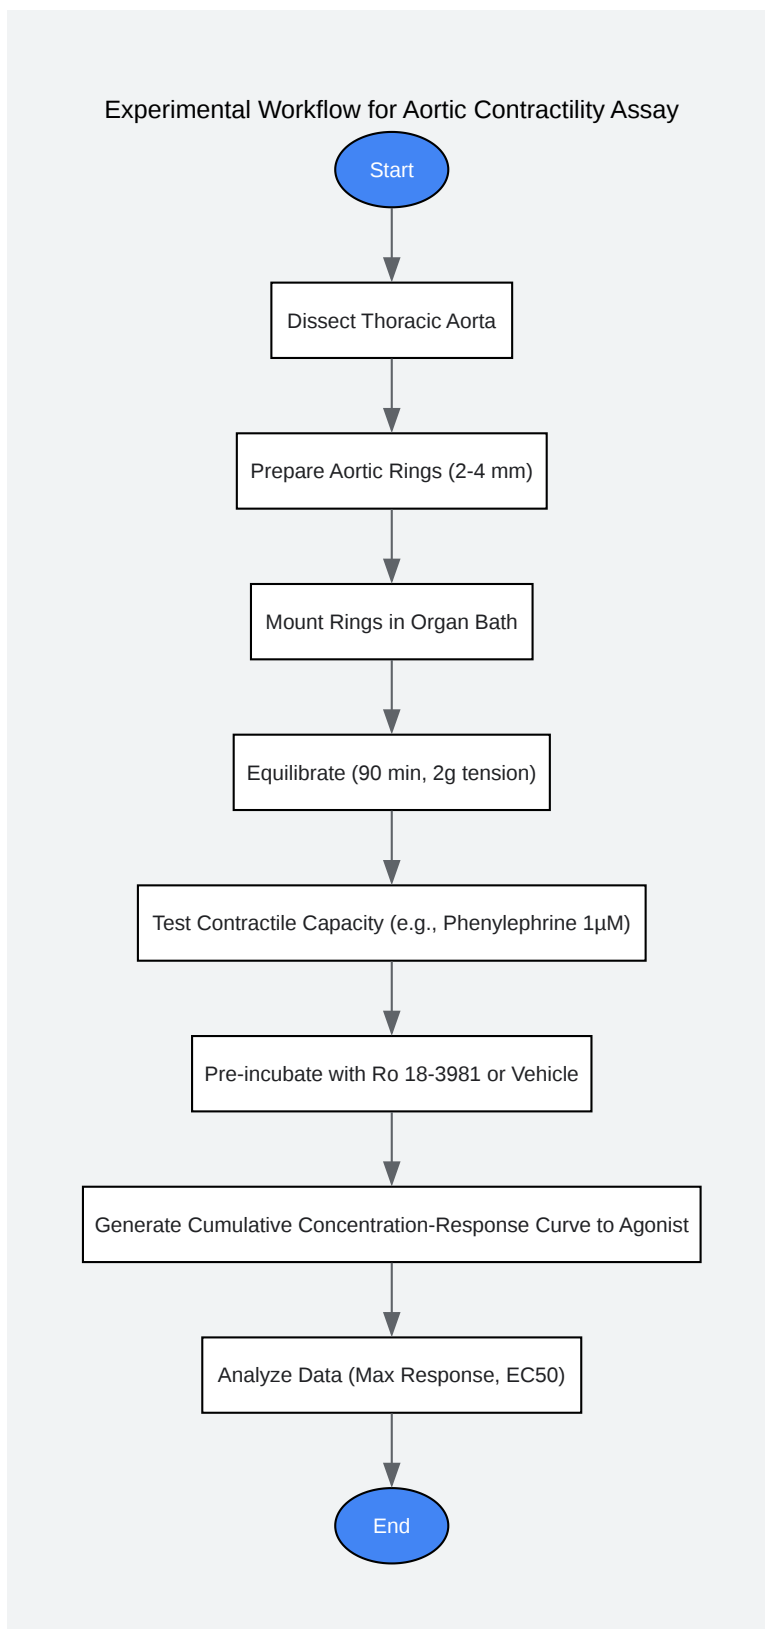 Experimental Workflow for Aortic Contractility Assay
Start
Dissect Thoracic Aorta
Prepare Aortic Rings (2-4 mm)
Mount Rings in Organ Bath
Equilibrate (90 min, 2g tension)
Test Contractile Capacity (e.g., Phenylephrine 1µM)
Pre-incubate with Ro 18-3981 or Vehicle
Generate Cumulative Concentration-Response Curve to Agonist
Analyze Data (Max Response, EC50)
End